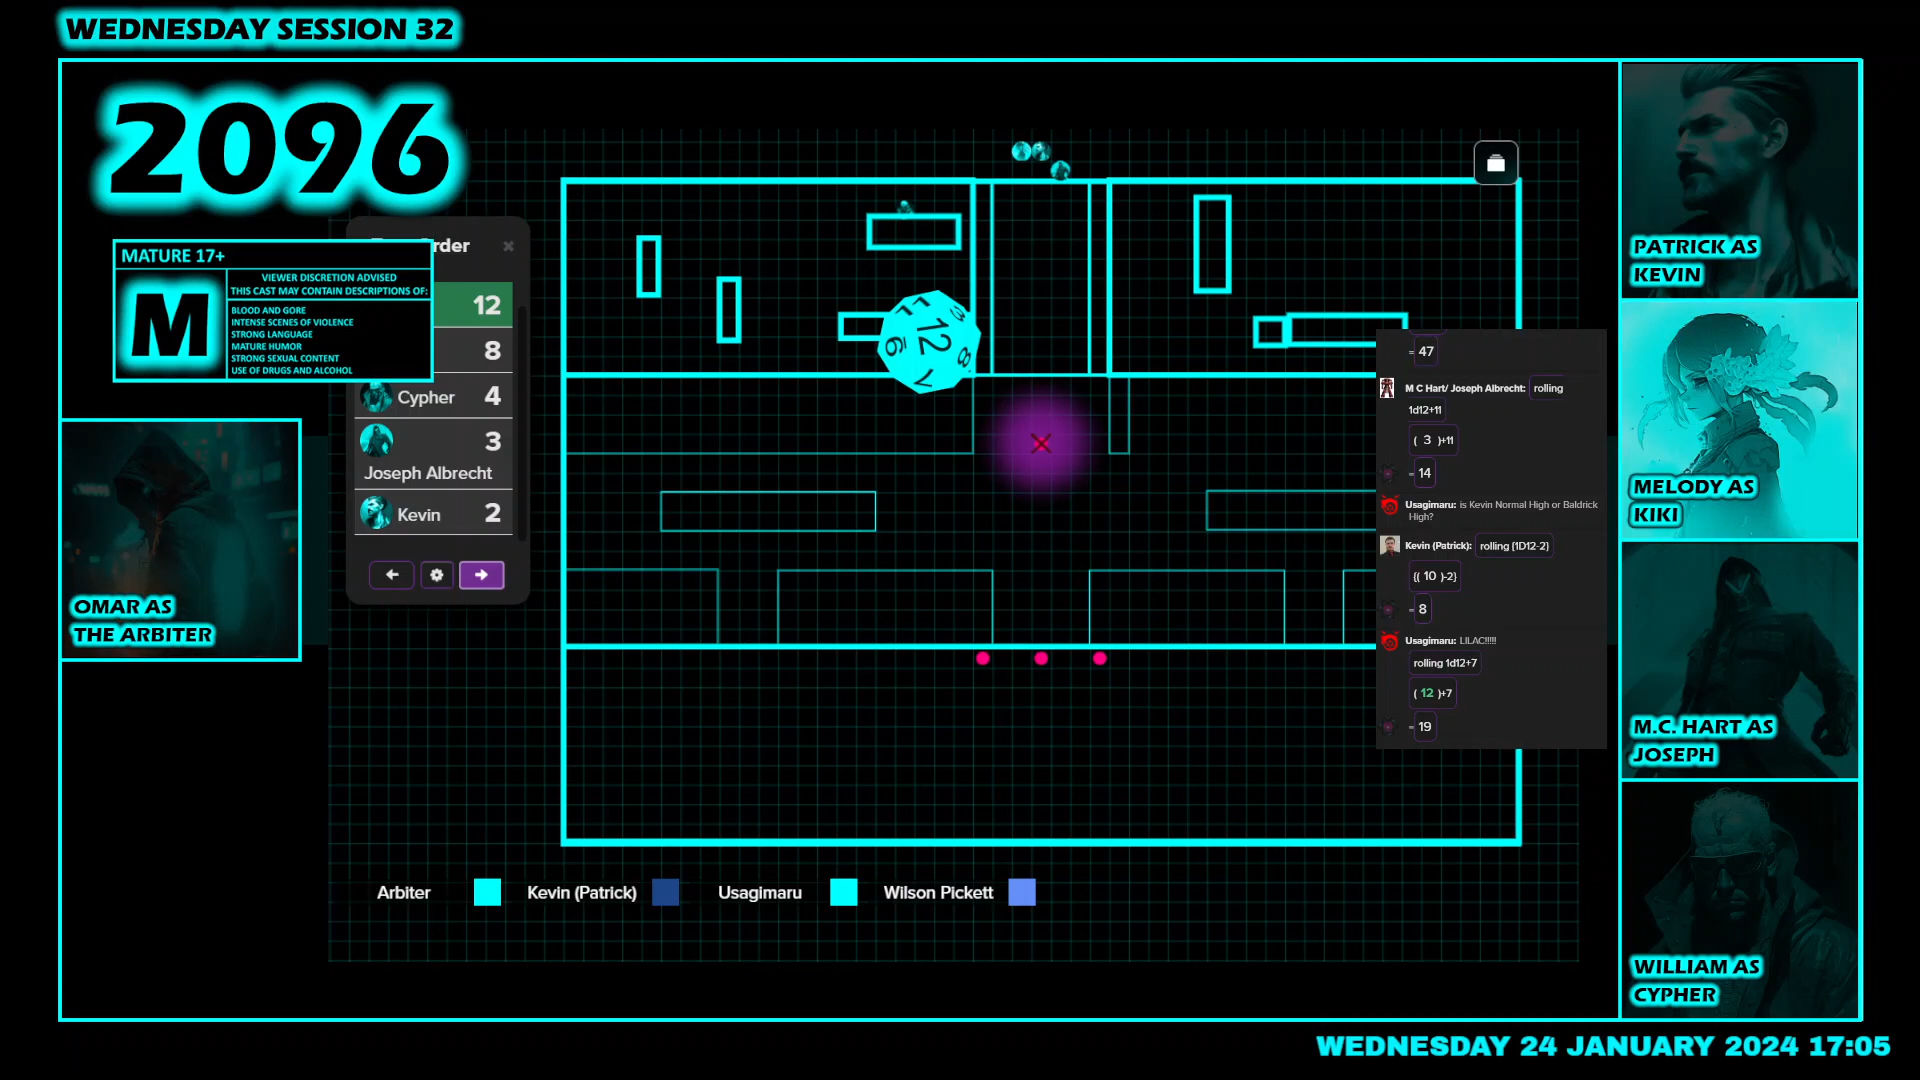 WEDNESDAY SESSION 32
2096
MATURE 17+
M
VIEWER DISCRETION ADVISED
THIS CAST MAY CONTAIN DESCRIPTIONS OF:
BLOOD AND GORE
INTENSE SCENES OF VIOLENCE
STRONG LANGUAGE
MATURE HUMOR
STRONG SEXUAL CONTENT
USE OF DRUGS AND ALCOHOL
OMAR AS
THE ARBITER
12
8
Cypher 4
3
Joseph Albrecht
Kevin 2
12
8
6
7
= 47
M C Hart/ Joseph Albrecht: rolling
1d12+11
( 3 )+11
= 14
Usagimaru: is Kevin Normal High or Baldrick
High?
Kevin (Patrick): rolling {1D12-2}
{( 10 )-2}
= 8
Usagimaru: LILAC!!!!!
rolling 1d12+7
( 12 )+7
= 19
Arbiter
Kevin (Patrick)
Usagimaru
Wilson Pickett
PATRICK AS
KEVIN
MELODY AS
KIKI
M.C. HART AS
JOSEPH
WILLIAM AS
CYPHER
WEDNESDAY 24 JANUARY 2024 17:05